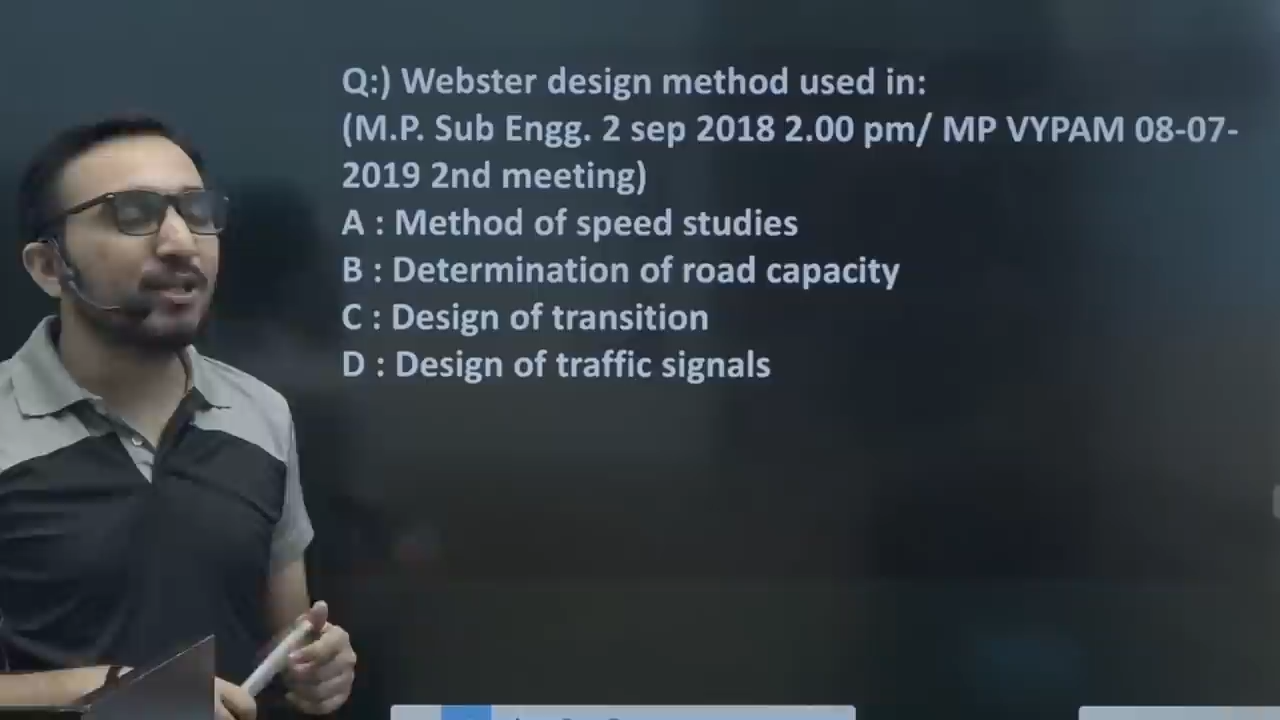 Q:) Webster design method used in:
(M.P. Sub Engg. 2 sep 2018 2.00 pm/ MP VYPAM 08-07-
2019 2nd meeting)
A : Method of speed studies
B : Determination of road capacity
C : Design of transition
D : Design of traffic signals